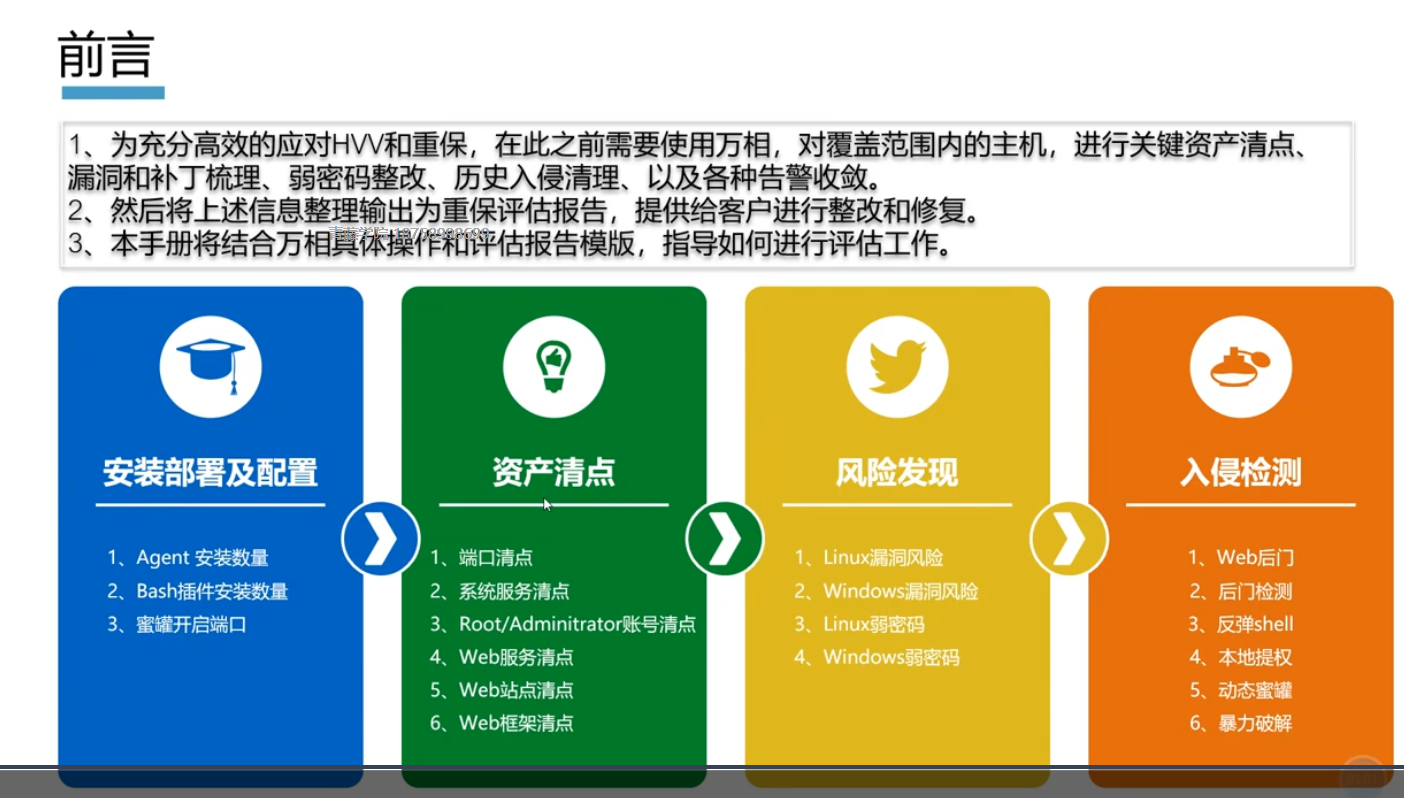 前言
1、为充分高效的应对HVV和重保，在此之前需要使用万相，对覆盖范围内的主机，进行关键资产清点、
漏洞和补丁梳理、弱密码整改、历史入侵清理、以及各种告警收敛。
2、然后将上述信息整理输出为重保评估报告，提供给客户进行整改和修复。
3、本手册将结合万相具体操作和评估报告模版，指导如何进行评估工作。
安装部署及配置
1、Agent 安装数量
2、Bash插件安装数量
3、蜜罐开启端口
资产清点
1、端口清点
2、系统服务清点
3、Root/Adminitrator账号清点
4、Web服务清点
5、Web站点清点
6、Web框架清点
风险发现
1、Linux漏洞风险
2、Windows漏洞风险
3、Linux弱密码
4、Windows弱密码
入侵检测
1、Web后门
2、后门检测
3、反弹shell
4、本地提权
5、动态蜜罐
6、暴力破解